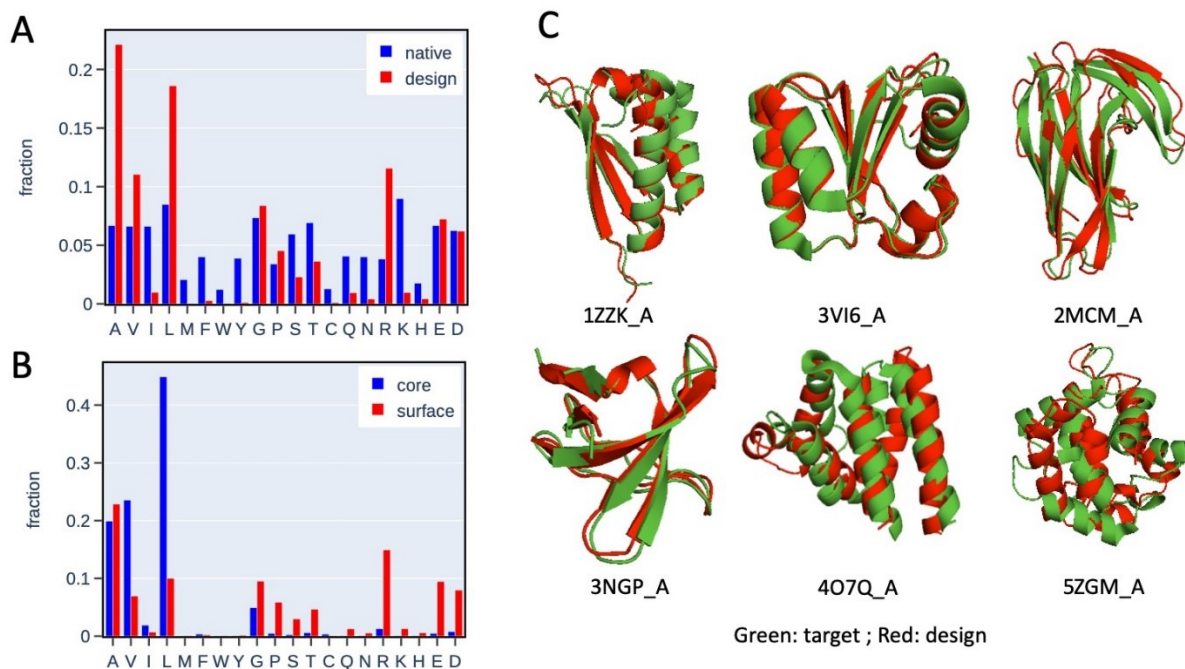 A
fraction
0.2
0.15
0.1
0.05
0
native
design
A V I L M F W Y G P S T C Q N R K H E D
B
fraction
0.4
0.3
0.2
0.1
0
core
surface
A V I L M F W Y G P S T C Q N R K H E D
C
1ZZK_A 3VI6_A 2MCM_A
3NGP_A 4O7Q_A 5ZGM_A
Green: target ; Red: design